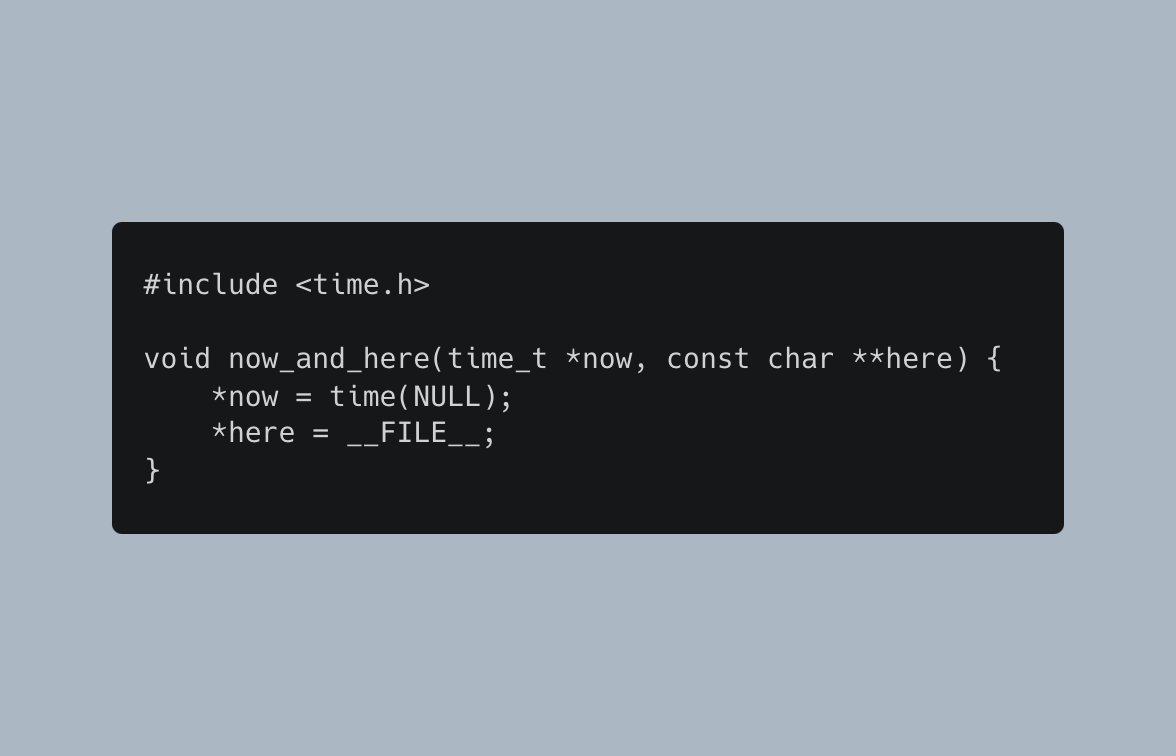 #include <time.h>

void now_and_here(time_t *now, const char **here) {
    *now = time(NULL);
    *here = __FILE__;
}